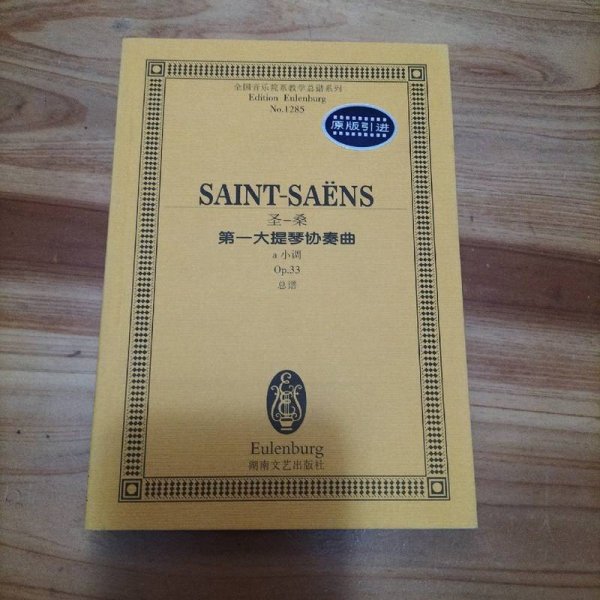 全国音乐院系教学总谱系列
Edition Eulenburg
No.1285
原版引进
SAINT-SAËNS
圣-桑
第一大提琴协奏曲
a 小调
Op.33
总谱
Eulenburg
湖南文艺出版社